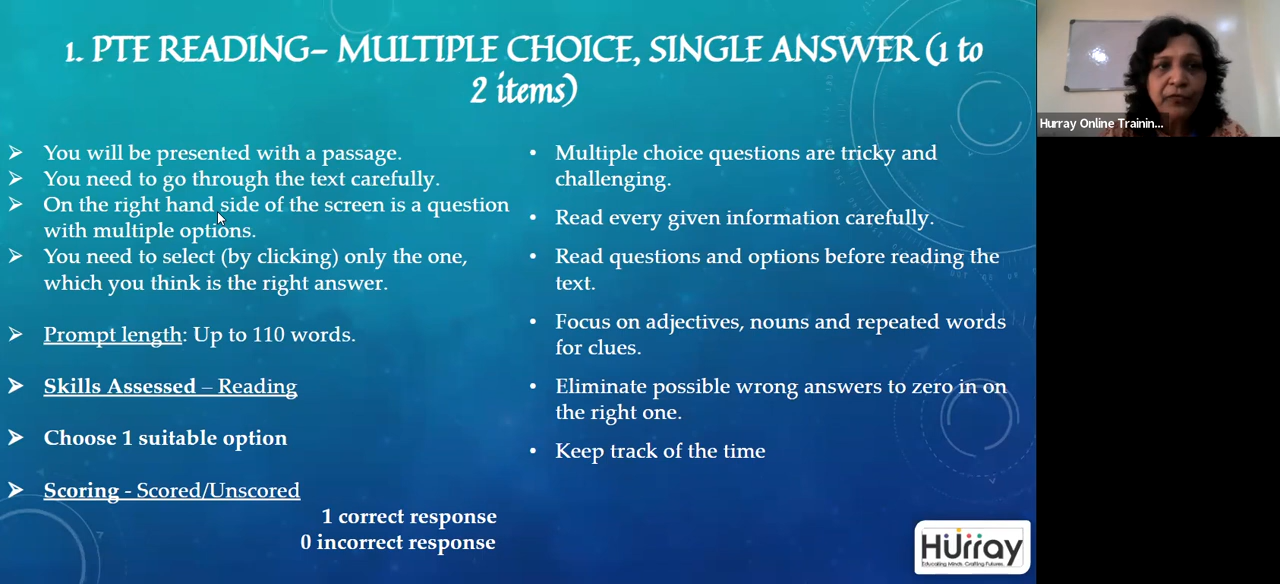 1. PTE READING– MULTIPLE CHOICE, SINGLE ANSWER (1 to
2 items)
You will be presented with a passage.
You need to go through the text carefully.
On the right hand side of the screen is a question
with multiple options.
You need to select (by clicking) only the one,
which you think is the right answer.
Prompt length: Up to 110 words.
Skills Assessed – Reading
Choose 1 suitable option
Scoring - Scored/Unscored
1 correct response
0 incorrect response
Multiple choice questions are tricky and
challenging.
Read every given information carefully.
Read questions and options before reading the
text.
Focus on adjectives, nouns and repeated words
for clues.
Eliminate possible wrong answers to zero in on
the right one.
Keep track of the time
Hurray Online Trainin...
Hurray
Educating Minds. Crafting Futures.